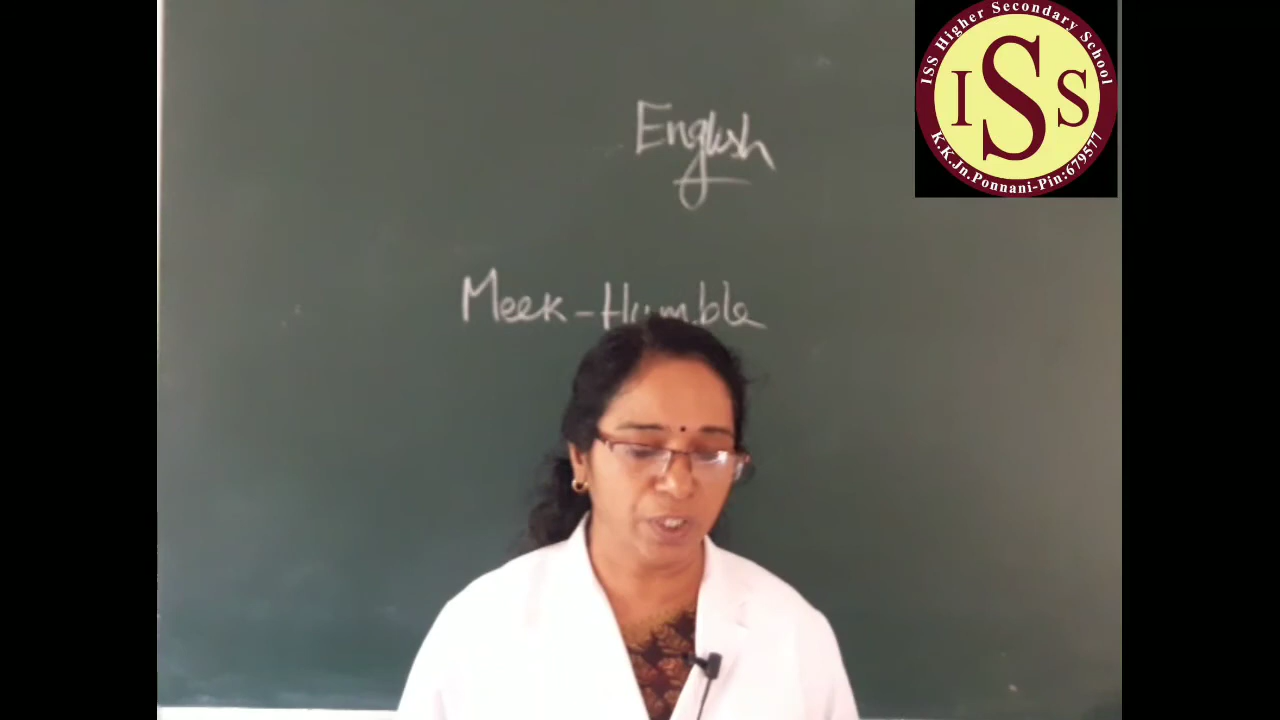 English
Meek - Humble
ISS Higher Secondary School
ISS
K.K.Jn.Ponnani-Pin:679577